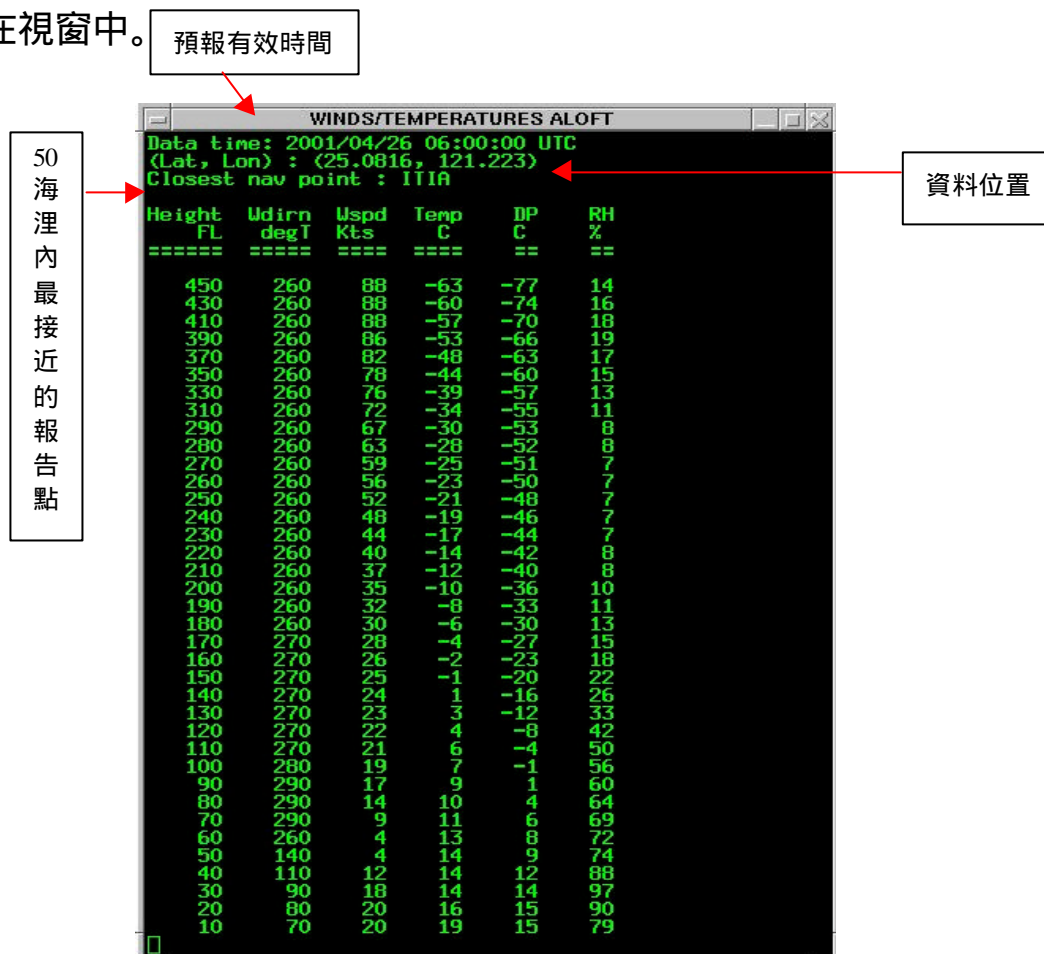 在視窗中。
預報有效時間
50
海
浬
內
最
接
近
的
報
告
點
資料位置
WINDS/TEMPERATURES ALOFT
Data time: 2001/04/26 06:00:00 UTC
(Lat, Lon) : (25.0816, 121.223)
Closest nav point : ITIA
Height Wdirn Wspd Temp DP RH
FL degT Kts C C %
====== ===== ==== ==== == ==
450 260 88 -63 -77 14
430 260 88 -60 -74 16
410 260 88 -57 -70 18
390 260 86 -53 -66 19
370 260 82 -48 -63 17
350 260 78 -44 -60 15
330 260 76 -39 -57 13
310 260 72 -34 -55 11
290 260 67 -30 -53 8
280 260 63 -28 -52 8
270 260 59 -25 -51 7
260 260 56 -23 -50 7
250 260 52 -21 -48 7
240 260 48 -19 -46 7
230 260 44 -17 -44 7
220 260 40 -14 -42 8
210 260 37 -12 -40 8
200 260 35 -10 -36 10
190 260 32 -8 -33 11
180 260 30 -6 -30 13
170 270 28 -4 -27 15
160 270 26 -2 -23 18
150 270 25 -1 -20 22
140 270 24 1 -16 26
130 270 23 3 -12 33
120 270 22 4 -8 42
110 270 21 6 -4 50
100 280 19 7 -1 56
90 290 17 9 1 60
80 290 14 10 4 64
70 290 9 11 6 69
60 260 4 13 8 72
50 140 4 14 9 74
40 110 12 14 12 88
30 90 18 14 14 97
20 80 20 16 15 90
10 70 20 19 15 79